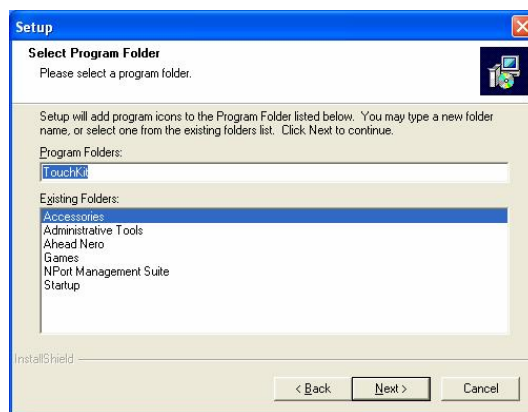 Setup
Select Program Folder
Please select a program folder.
Setup will add program icons to the Program Folder listed below. You may type a new folder
name, or select one from the existing folders list. Click Next to continue.
Program Folders:
TouchKit
Existing Folders:
Accessories
Administrative Tools
Ahead Nero
Games
NPort Management Suite
Startup
InstallShield
< Back Next > Cancel